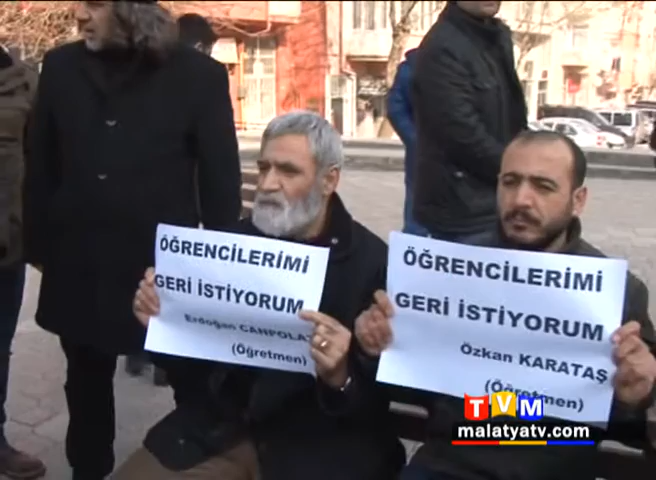 ÖĞRENCİLERİMİ
GERİ İSTİYORUM
Erdoğan
(Öğretmen)
ÖĞRENCİLERİMİ
GERİ İSTİYORUM
Özkan KARATAŞ
(Öğretmen)
TVM
malatyatv.com